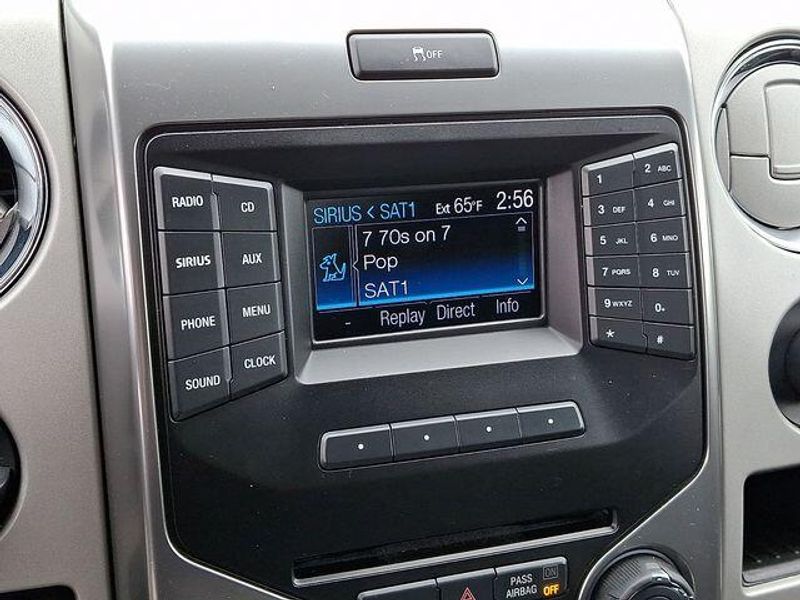 OFF
RADIO CD
SIRIUS AUX
PHONE MENU
SOUND CLOCK
SIRIUS < SAT1 Ext 65°F 2:56
7 70s on 7
Pop
SAT1
- Replay Direct Info
1 2 ABC
3 DEF 4 GHI
5 JKL 6 MNO
7 PQRS 8 TUV
9 WXYZ 0+
* #
PASS ON
AIRBAG OFF